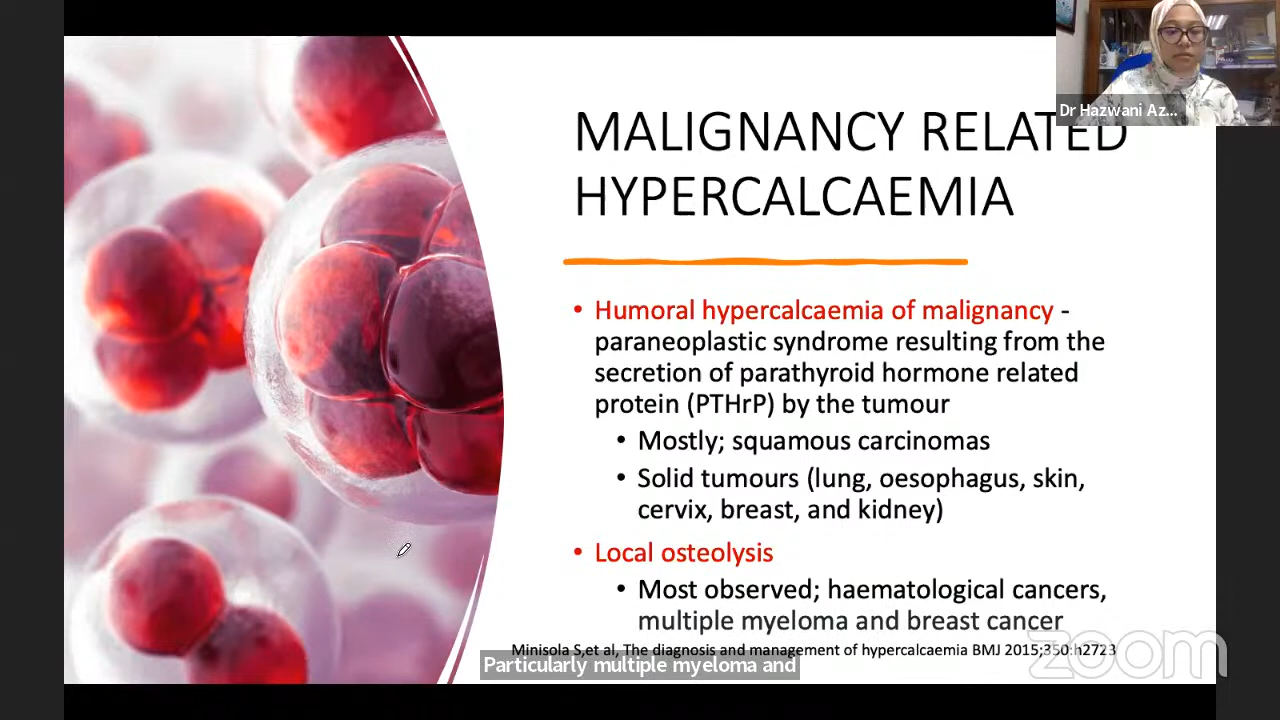 Dr Hazwani Az...
MALIGNANCY RELATED
HYPERCALCAEMIA
• Humoral hypercalcaemia of malignancy -
paraneoplastic syndrome resulting from the
secretion of parathyroid hormone related
protein (PTHrP) by the tumour
• Mostly; squamous carcinomas
• Solid tumours (lung, oesophagus, skin,
cervix, breast, and kidney)
• Local osteolysis
• Most observed; haematological cancers,
multiple myeloma and breast cancer
Minisola S,et al, The diagnosis and management of hypercalcaemia BMJ 2015;350:h2723
Particularly multiple myeloma and
zoom